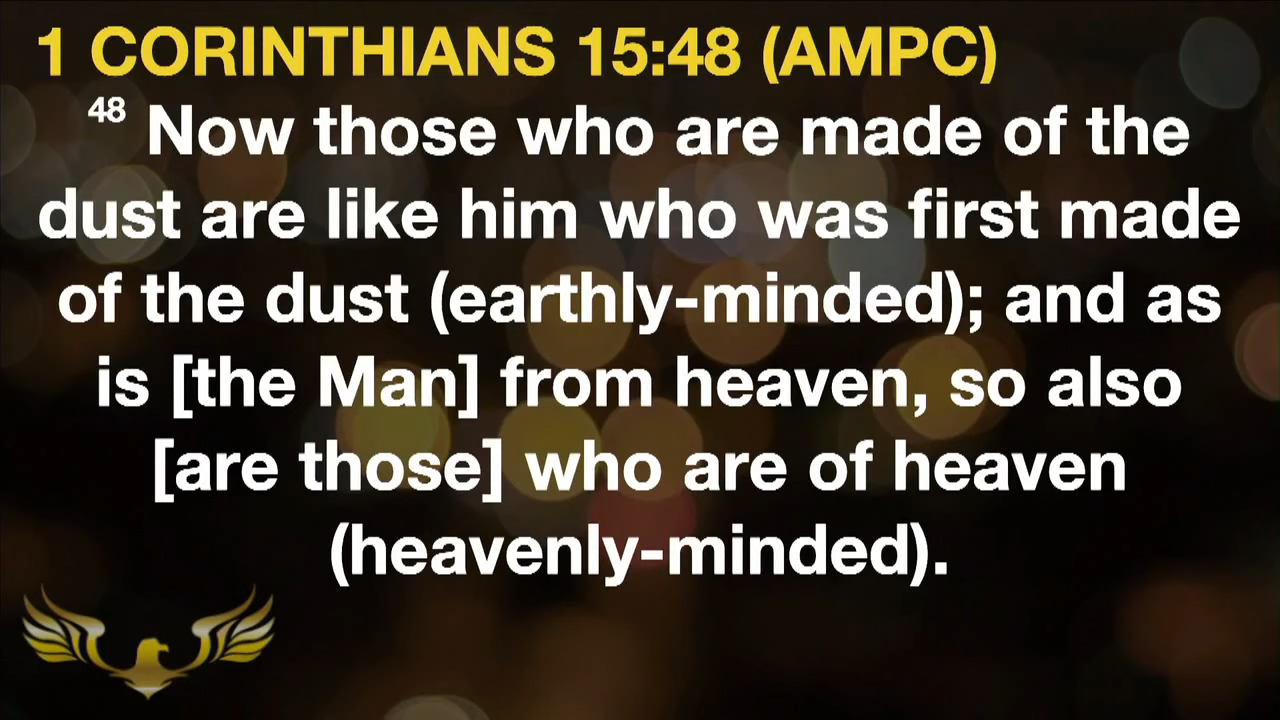 1 CORINTHIANS 15:48 (AMPC)
48 Now those who are made of the
dust are like him who was first made
of the dust (earthly-minded); and as
is [the Man] from heaven, so also
[are those] who are of heaven
(heavenly-minded).